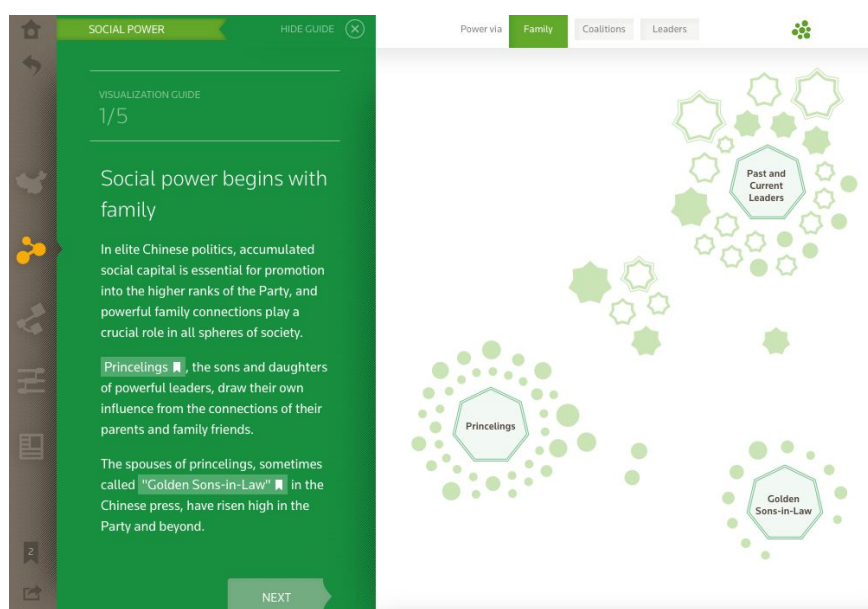 SOCIAL POWER
HIDE GUIDE
Power via
Family
Coalitions
Leaders
VISUALIZATION GUIDE
1/5
Social power begins with
family
In elite Chinese politics, accumulated
social capital is essential for promotion
into the higher ranks of the Party, and
powerful family connections play a
crucial role in all spheres of society.
Princelings , the sons and daughters
of powerful leaders, draw their own
influence from the connections of their
parents and family friends.
The spouses of princelings, sometimes
called "Golden Sons-in-Law" in the
Chinese press, have risen high in the
Party and beyond.
2
NEXT
Past and
Current
Leaders
Princelings
Golden
Sons-in-Law